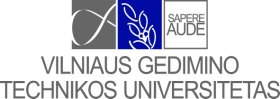 SAPERE
AUDE
VILNIAUS GEDIMINO
TECHNIKOS UNIVERSITETAS